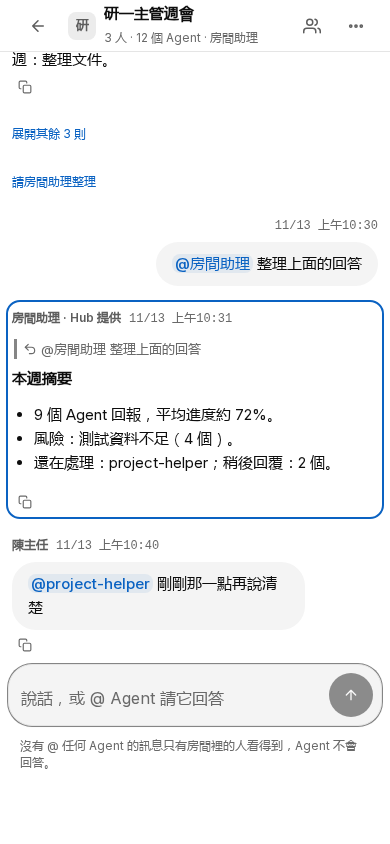 研
研一主管週會
3 人 · 12 個 Agent · 房間助理
週：整理文件。
展開其餘 3 則
請房間助理整理
11/13 上午10:30
@房間助理 整理上面的回答
房間助理 · Hub 提供 11/13 上午10:31
@房間助理 整理上面的回答
本週摘要
• 9 個 Agent 回報，平均進度約 72%。
• 風險：測試資料不足（4 個）。
• 還在處理：project-helper；稍後回覆：2 個。
陳主任 11/13 上午10:40
@project-helper 剛剛那一點再說清
楚
說話，或 @ Agent 請它回答
沒有 @ 任何 Agent 的訊息只有房間裡的人看得到，Agent 不會
回答。